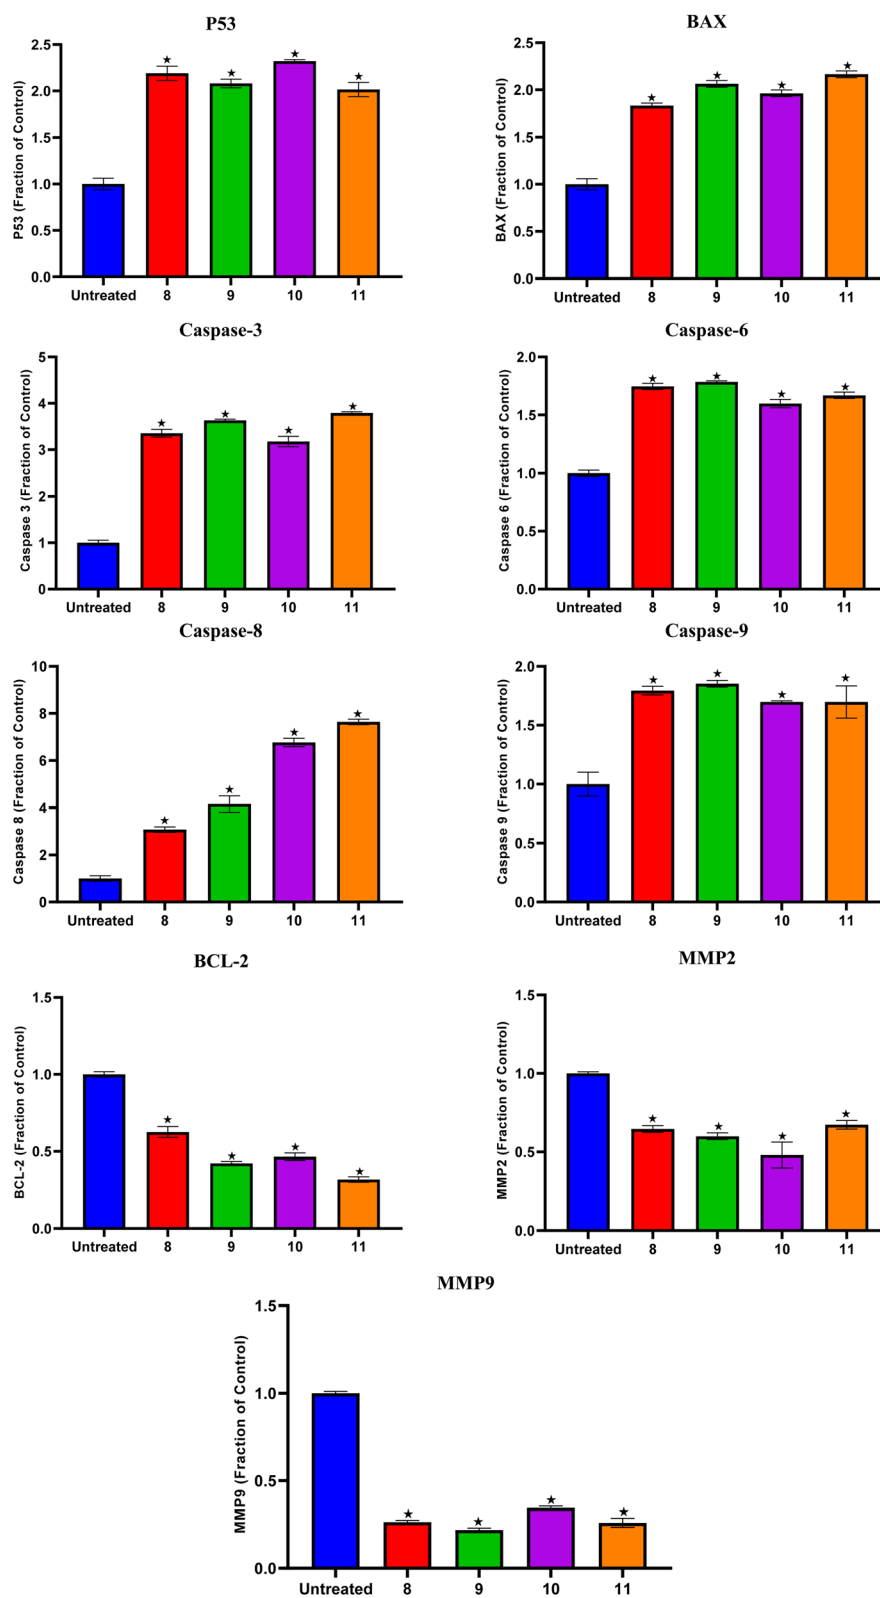 P53
P53 (Fraction of Control)
2.5
2.0
1.5
1.0
0.5
0.0
Untreated 8 9 10 11
BAX
BAX (Fraction of Control)
2.5
2.0
1.5
1.0
0.5
0.0
Untreated 8 9 10 11
Caspase-3
Caspase 3 (Fraction of Control)
5
4
3
2
1
0
Untreated 8 9 10 11
Caspase-6
Caspase 6 (Fraction of Control)
2.0
1.5
1.0
0.5
0.0
Untreated 8 9 10 11
Caspase-8
Caspase 8 (Fraction of Control)
10
8
6
4
2
0
Untreated 8 9 10 11
Caspase-9
Caspase 9 (Fraction of Control)
2.0
1.5
1.0
0.5
0.0
Untreated 8 9 10 11
BCL-2
BCL-2 (Fraction of Control)
1.5
1.0
0.5
0.0
Untreated 8 9 10 11
MMP2
MMP2 (Fraction of Control)
1.5
1.0
0.5
0.0
Untreated 8 9 10 11
MMP9
MMP9 (Fraction of Control)
1.5
1.0
0.5
0.0
Untreated 8 9 10 11